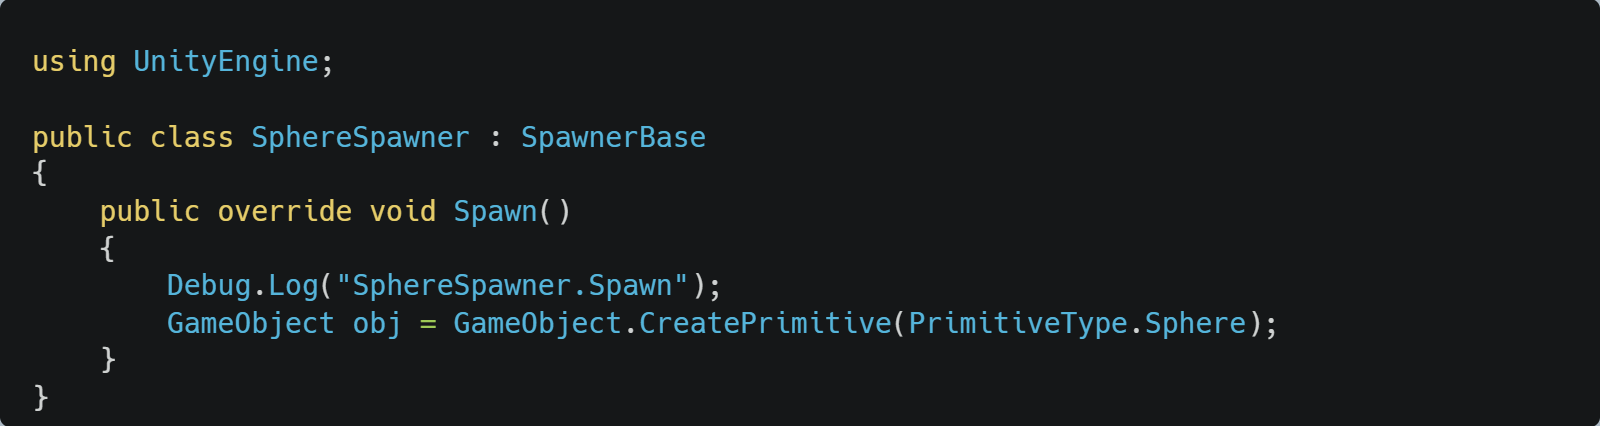 using UnityEngine;
public class SphereSpawner : SpawnerBase
{
    public override void Spawn()
    {
        Debug.Log("SphereSpawner.Spawn");
        GameObject obj = GameObject.CreatePrimitive(PrimitiveType.Sphere);
    }
}